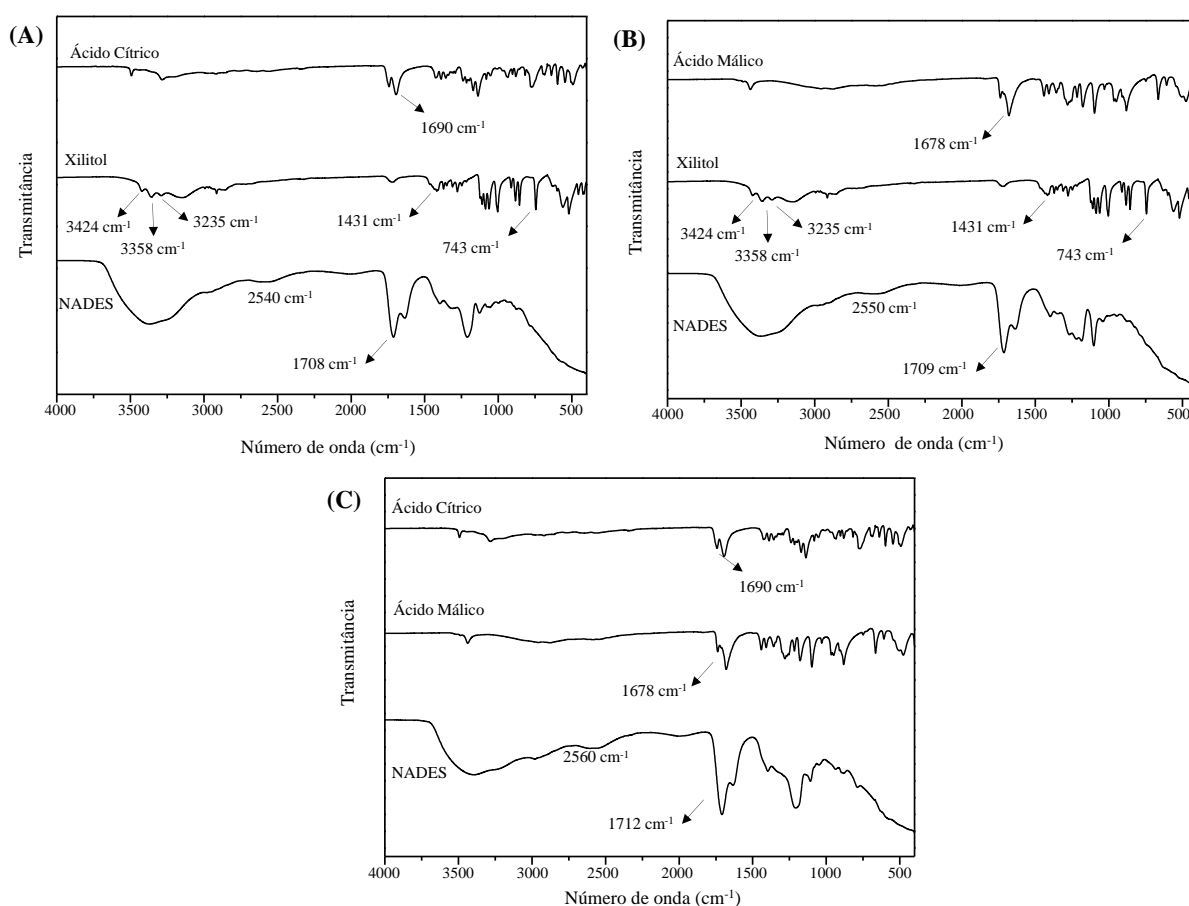 (A)
Ácido Cítrico
1690 cm-1
Xilitol
3424 cm-1
3358 cm-1
3235 cm-1
1431 cm-1
743 cm-1
NADES
2540 cm-1
1708 cm-1
Transmitância
4000 3500 3000 2500 2000 1500 1000 500
Número de onda (cm-1)
(B)
Ácido Málico
1678 cm-1
Xilitol
3424 cm-1
3358 cm-1
3235 cm-1
1431 cm-1
743 cm-1
NADES
2550 cm-1
1709 cm-1
Transmitância
4000 3500 3000 2500 2000 1500 1000 500
Número de onda (cm-1)
(C)
Ácido Cítrico
1690 cm-1
Ácido Málico
1678 cm-1
NADES
2560 cm-1
1712 cm-1
Transmitância
4000 3500 3000 2500 2000 1500 1000 500
Número de onda (cm-1)